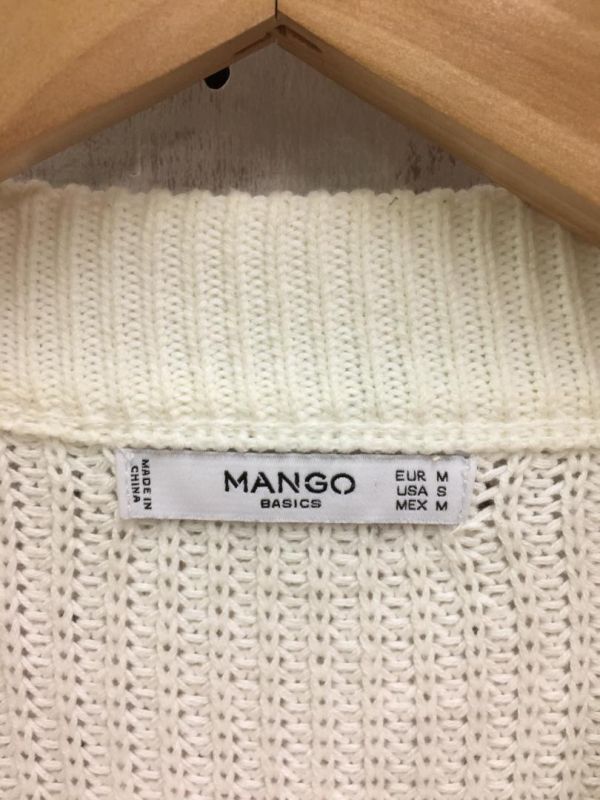 MADE IN
CHINA
MANGO
BASICS
EUR M
USA S
MEX M